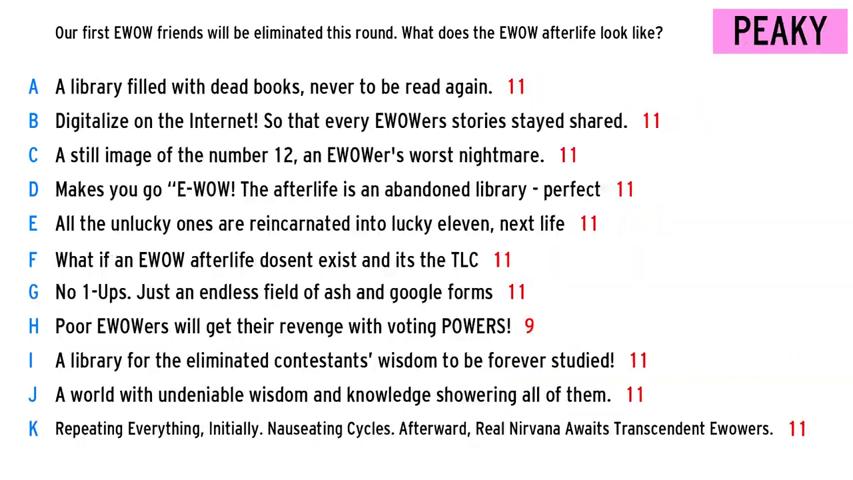 Our first EWOW friends will be eliminated this round. What does the EWOW afterlife look like?
PEAKY
A A library filled with dead books, never to be read again. 11
B Digitalize on the Internet! So that every EWOWers stories stayed shared. 11
C A still image of the number 12, an EWOWer's worst nightmare. 11
D Makes you go “E-WOW! The afterlife is an abandoned library - perfect 11
E All the unlucky ones are reincarnated into lucky eleven, next life 11
F What if an EWOW afterlife dosent exist and its the TLC 11
G No 1-Ups. Just an endless field of ash and google forms 11
H Poor EWOWers will get their revenge with voting POWERS! 9
I A library for the eliminated contestants’ wisdom to be forever studied! 11
J A world with undeniable wisdom and knowledge showering all of them. 11
K Repeating Everything, Initially. Nauseating Cycles. Afterward, Real Nirvana Awaits Transcendent Ewowers. 11